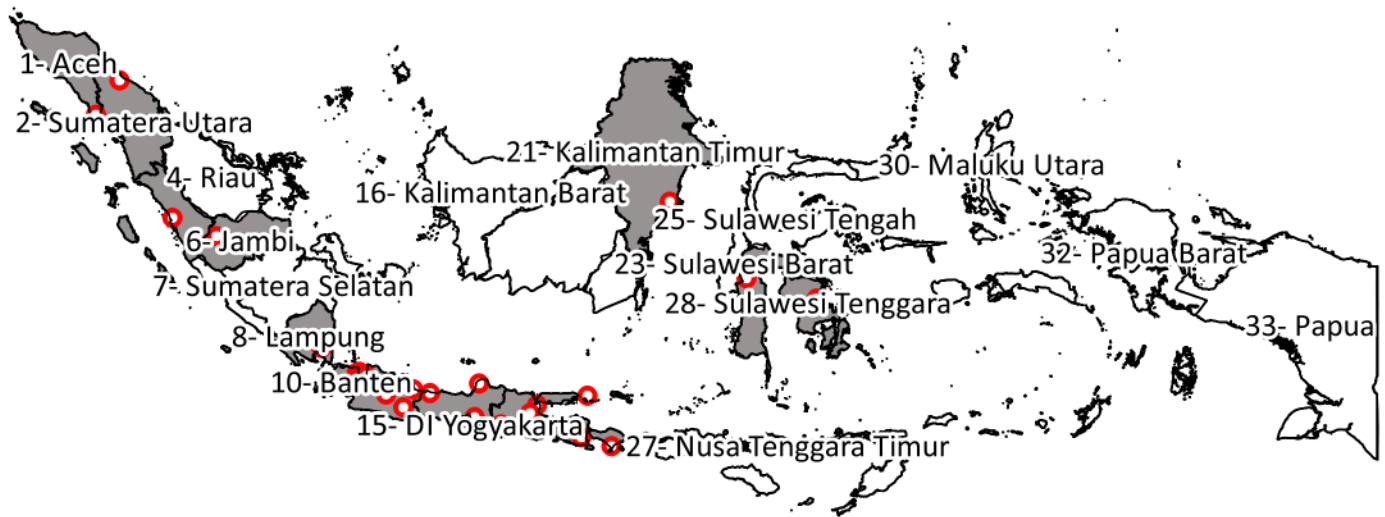 1- Aceh
2- Sumatera Utara
21- Kalimantan Timur
30- Maluku Utara
4- Riau
16- Kalimantan Barat
25- Sulawesi Tengah
6- Jambi
32- Papua Barat
23- Sulawesi Barat
7- Sumatera Selatan
28- Sulawesi Tenggara
33- Papua
8- Lampung
10- Banten
15- DI Yogyakarta
27- Nusa Tenggara Timur